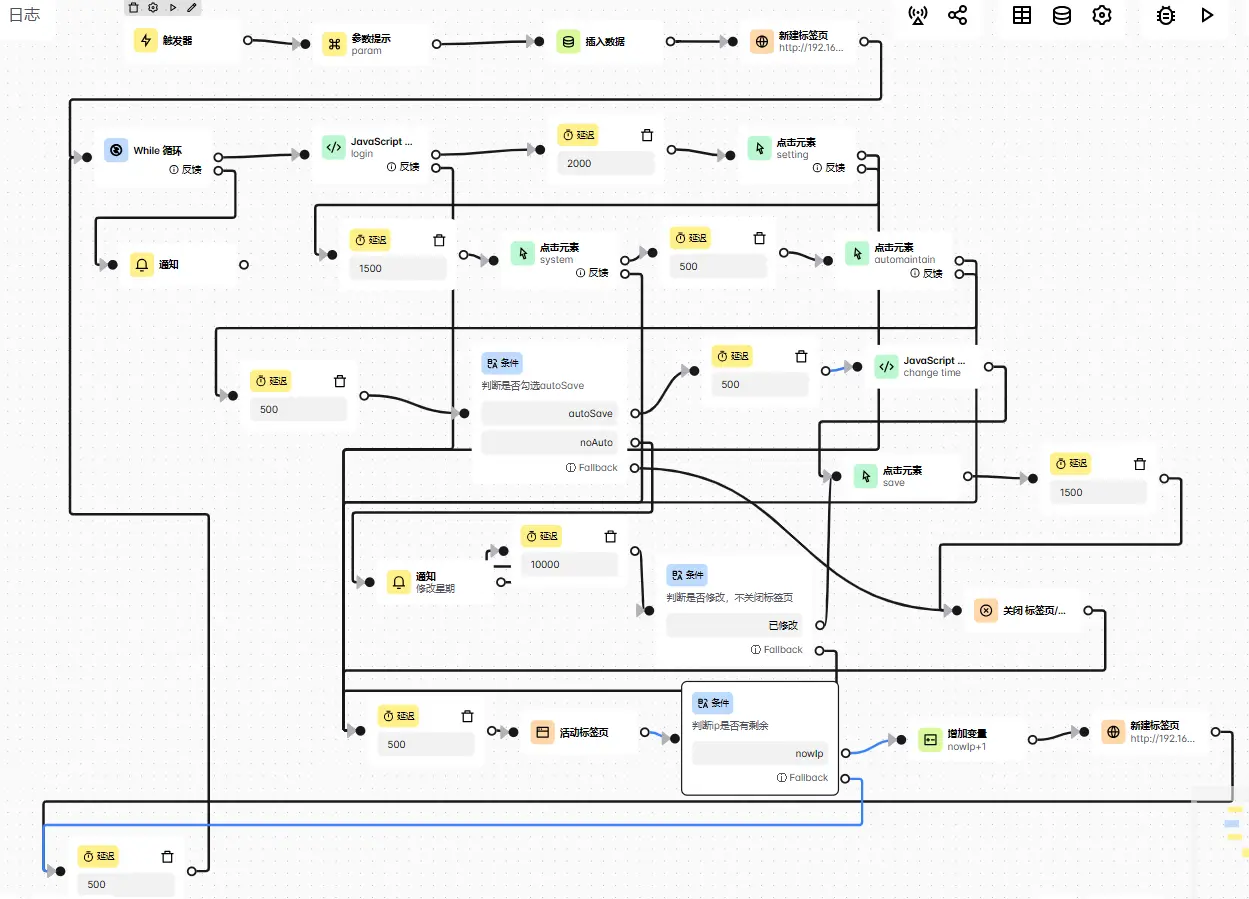 日志
触发器
参数提示
param
插入数据
新建标签页
http://192.16...
While 循环
反馈
JavaScript ...
login
反馈
延迟
2000
点击元素
setting
反馈
通知
延迟
1500
点击元素
system
反馈
延迟
500
点击元素
automaintain
反馈
延迟
500
条件
判断是否勾选autoSave
autoSave
noAuto
Fallback
延迟
500
JavaScript ...
change time
点击元素
save
延迟
1500
通知
修改星期
延迟
10000
条件
判断是否修改，不关闭标签页
已修改
Fallback
关闭 标签页/...
延迟
500
活动标签页
条件
判断ip是否有剩余
nowIp
Fallback
增加变量
nowIp+1
新建标签页
http://192.16...
延迟
500